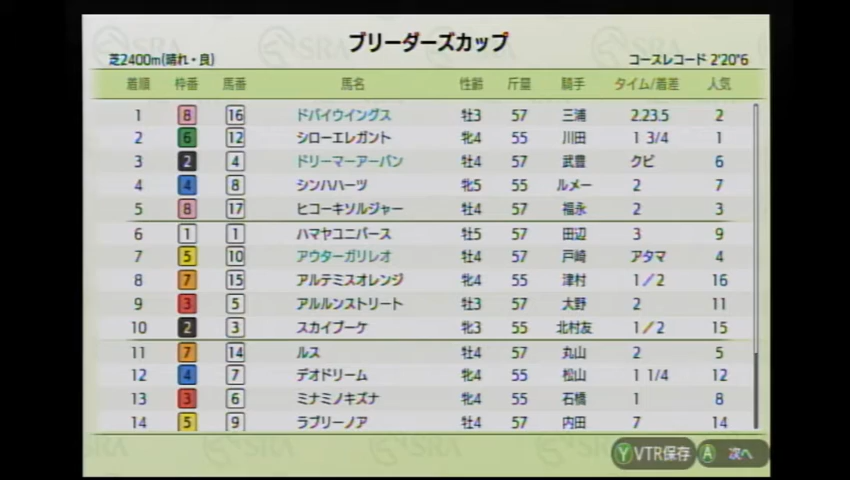 ブリーダーズカップ
芝2400m(晴れ・良) コースレコード 2'20"6
着順 枠番 馬番 馬名 性齢 斤量 騎手 タイム/着差 人気
1 8 16 ドバイウイングス 牡3 57 三浦 2.23.5 2
2 6 12 シローエレガント 牝4 55 川田 1 3/4 1
3 2 4 ドリーマーアーバン 牡4 57 武豊 クビ 6
4 4 8 シンハハーツ 牝5 55 ルメー 2 7
5 8 17 ヒコーキソルジャー 牡4 57 福永 2 3
6 1 1 ハマヤユニバース 牡5 57 田辺 3 9
7 5 10 アウターガリレオ 牡4 57 戸崎 アタマ 4
8 7 15 アルテミスオレンジ 牝4 55 津村 1/2 16
9 3 5 アルルンストリート 牡3 57 大野 2 11
10 2 3 スカイブーケ 牝3 55 北村友 1/2 15
11 7 14 ルス 牡4 57 丸山 2 5
12 4 7 デオドリーム 牝4 55 松山 1 1/4 12
13 3 6 ミナミノキズナ 牝4 55 石橋 1 8
14 5 9 ラブリーノア 牡4 57 内田 7 14
Y VTR保存 A 次へ